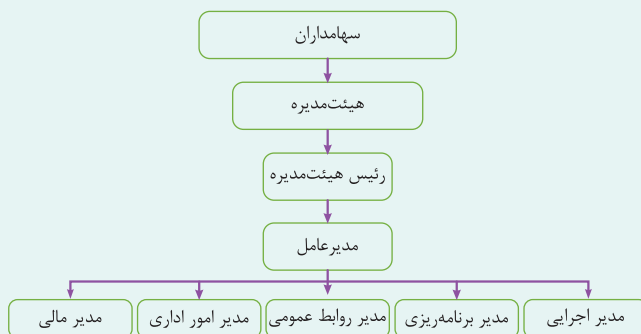 سهامداران
هیئت‌مدیره
رئیس هیئت‌مدیره
مدیرعامل
مدیر اجرایی
مدیر برنامه‌ریزی
مدیر روابط عمومی
مدیر امور اداری
مدیر مالی